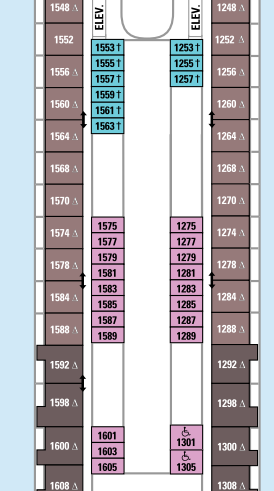 1548 Δ
ELEV.
ELEV.
1248 Δ
1552
1553 †
1253 †
1252 Δ
1555 †
1255 †
1556 Δ
1557 †
1257 †
1256 Δ
1559 †
1560 Δ
1561 †
1260 Δ
1563 †
1564 Δ
1264 Δ
1568 Δ
1268 Δ
1570 Δ
1270 Δ
1575
1275
1574 Δ
1577
1277
1274 Δ
1579
1279
1578 Δ
1581
1281
1278 Δ
1583
1283
1584 Δ
1585
1285
1284 Δ
1587
1287
1588 Δ
1589
1289
1288 Δ
1592 Δ
1292 Δ
1598 Δ
1298 Δ
1601
1301
1600 Δ
1603
1300 Δ
1605
1305
1608 Δ
1308 Δ